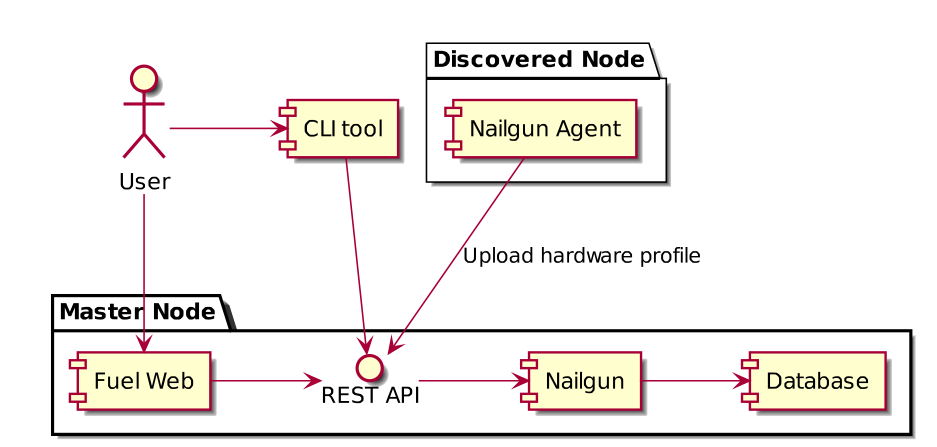 Discovered Node
CLI tool
Nailgun Agent
User
Upload hardware profile
Master Node
Fuel Web
REST API
Nailgun
Database